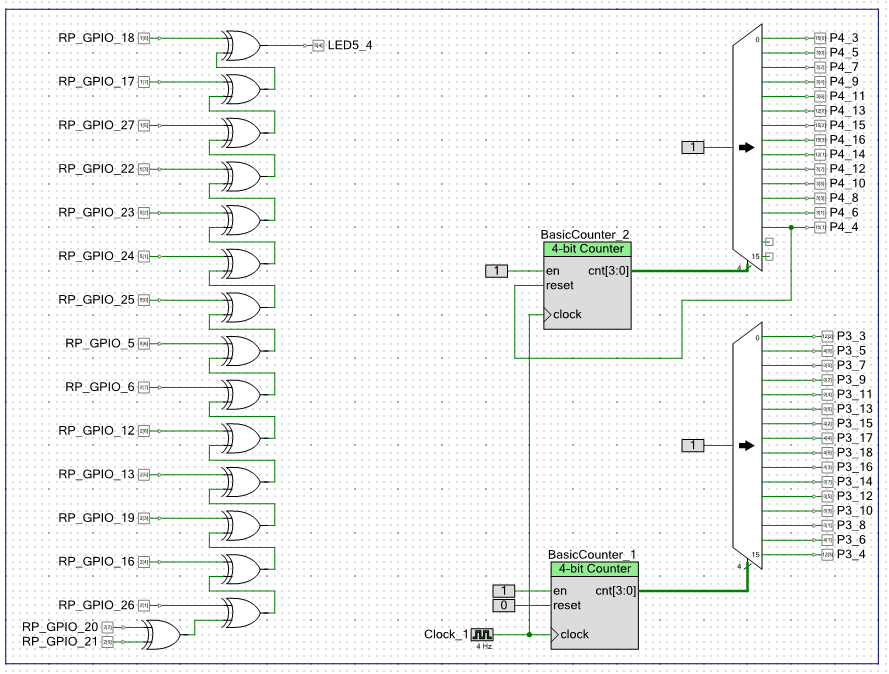 RP_GPIO_18
LED5_4
RP_GPIO_17
RP_GPIO_27
RP_GPIO_22
RP_GPIO_23
RP_GPIO_24
RP_GPIO_25
RP_GPIO_5
RP_GPIO_6
RP_GPIO_12
RP_GPIO_13
RP_GPIO_19
RP_GPIO_16
RP_GPIO_26
RP_GPIO_20
RP_GPIO_21
BasicCounter_2
4-bit Counter
1
en
cnt[3:0]
reset
clock
1
0
15
4
P4_3
P4_5
P4_7
P4_9
P4_11
P4_13
P4_15
P4_16
P4_14
P4_12
P4_10
P4_8
P4_6
P4_4
BasicCounter_1
4-bit Counter
1
en
cnt[3:0]
0
reset
Clock_1
clock
4 Hz
1
0
15
4
P3_3
P3_5
P3_7
P3_9
P3_11
P3_13
P3_15
P3_17
P3_18
P3_16
P3_14
P3_12
P3_10
P3_8
P3_6
P3_4